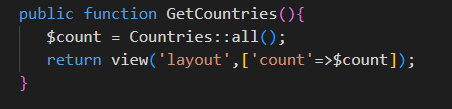 public function GetCountries(){
$count = Countries::all();
return view('layout',['count'=>$count]);
}